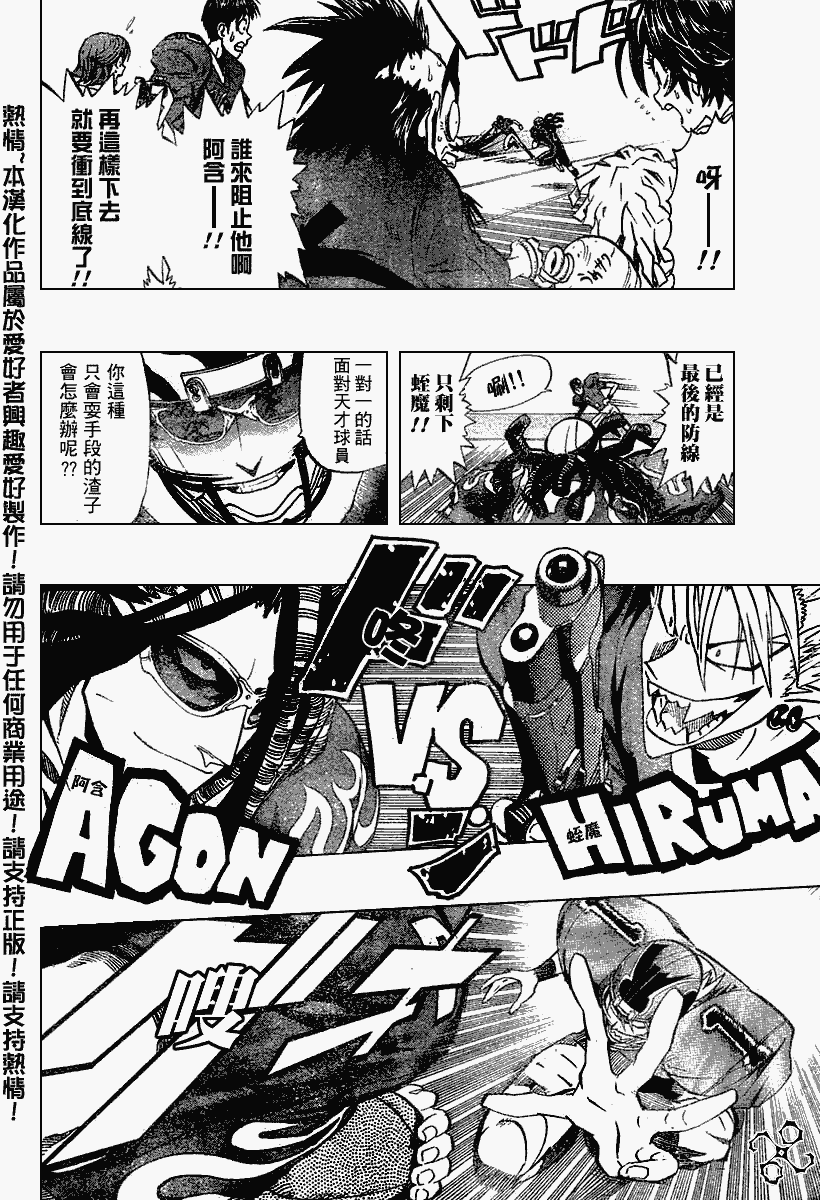 呀——!!
誰來阻止他啊
阿含——!!
再這樣下去
就要衝到底線了!!
已經是
最後的防線
唰!!
只剩下
蛭魔!!
一對一的話
面對天才球員
你這種
只會耍手段的渣子
會怎麼辦呢??
VS
HIRUMA
蛭魔
AGON
阿含
嗖
熱情、本漢化作品屬於愛好者興趣愛好製作！請勿用于任何商業用途！請支持正版！請支持熱情！